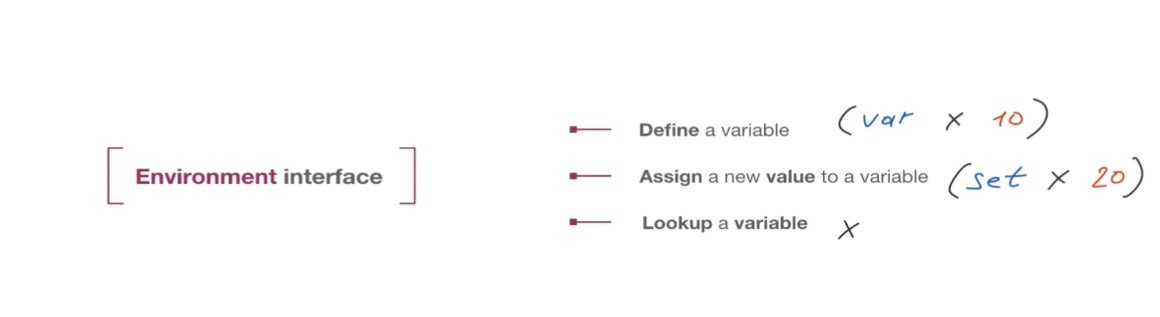 Environment interface
Define a variable (var x 10)
Assign a new value to a variable (set x 20)
Lookup a variable x